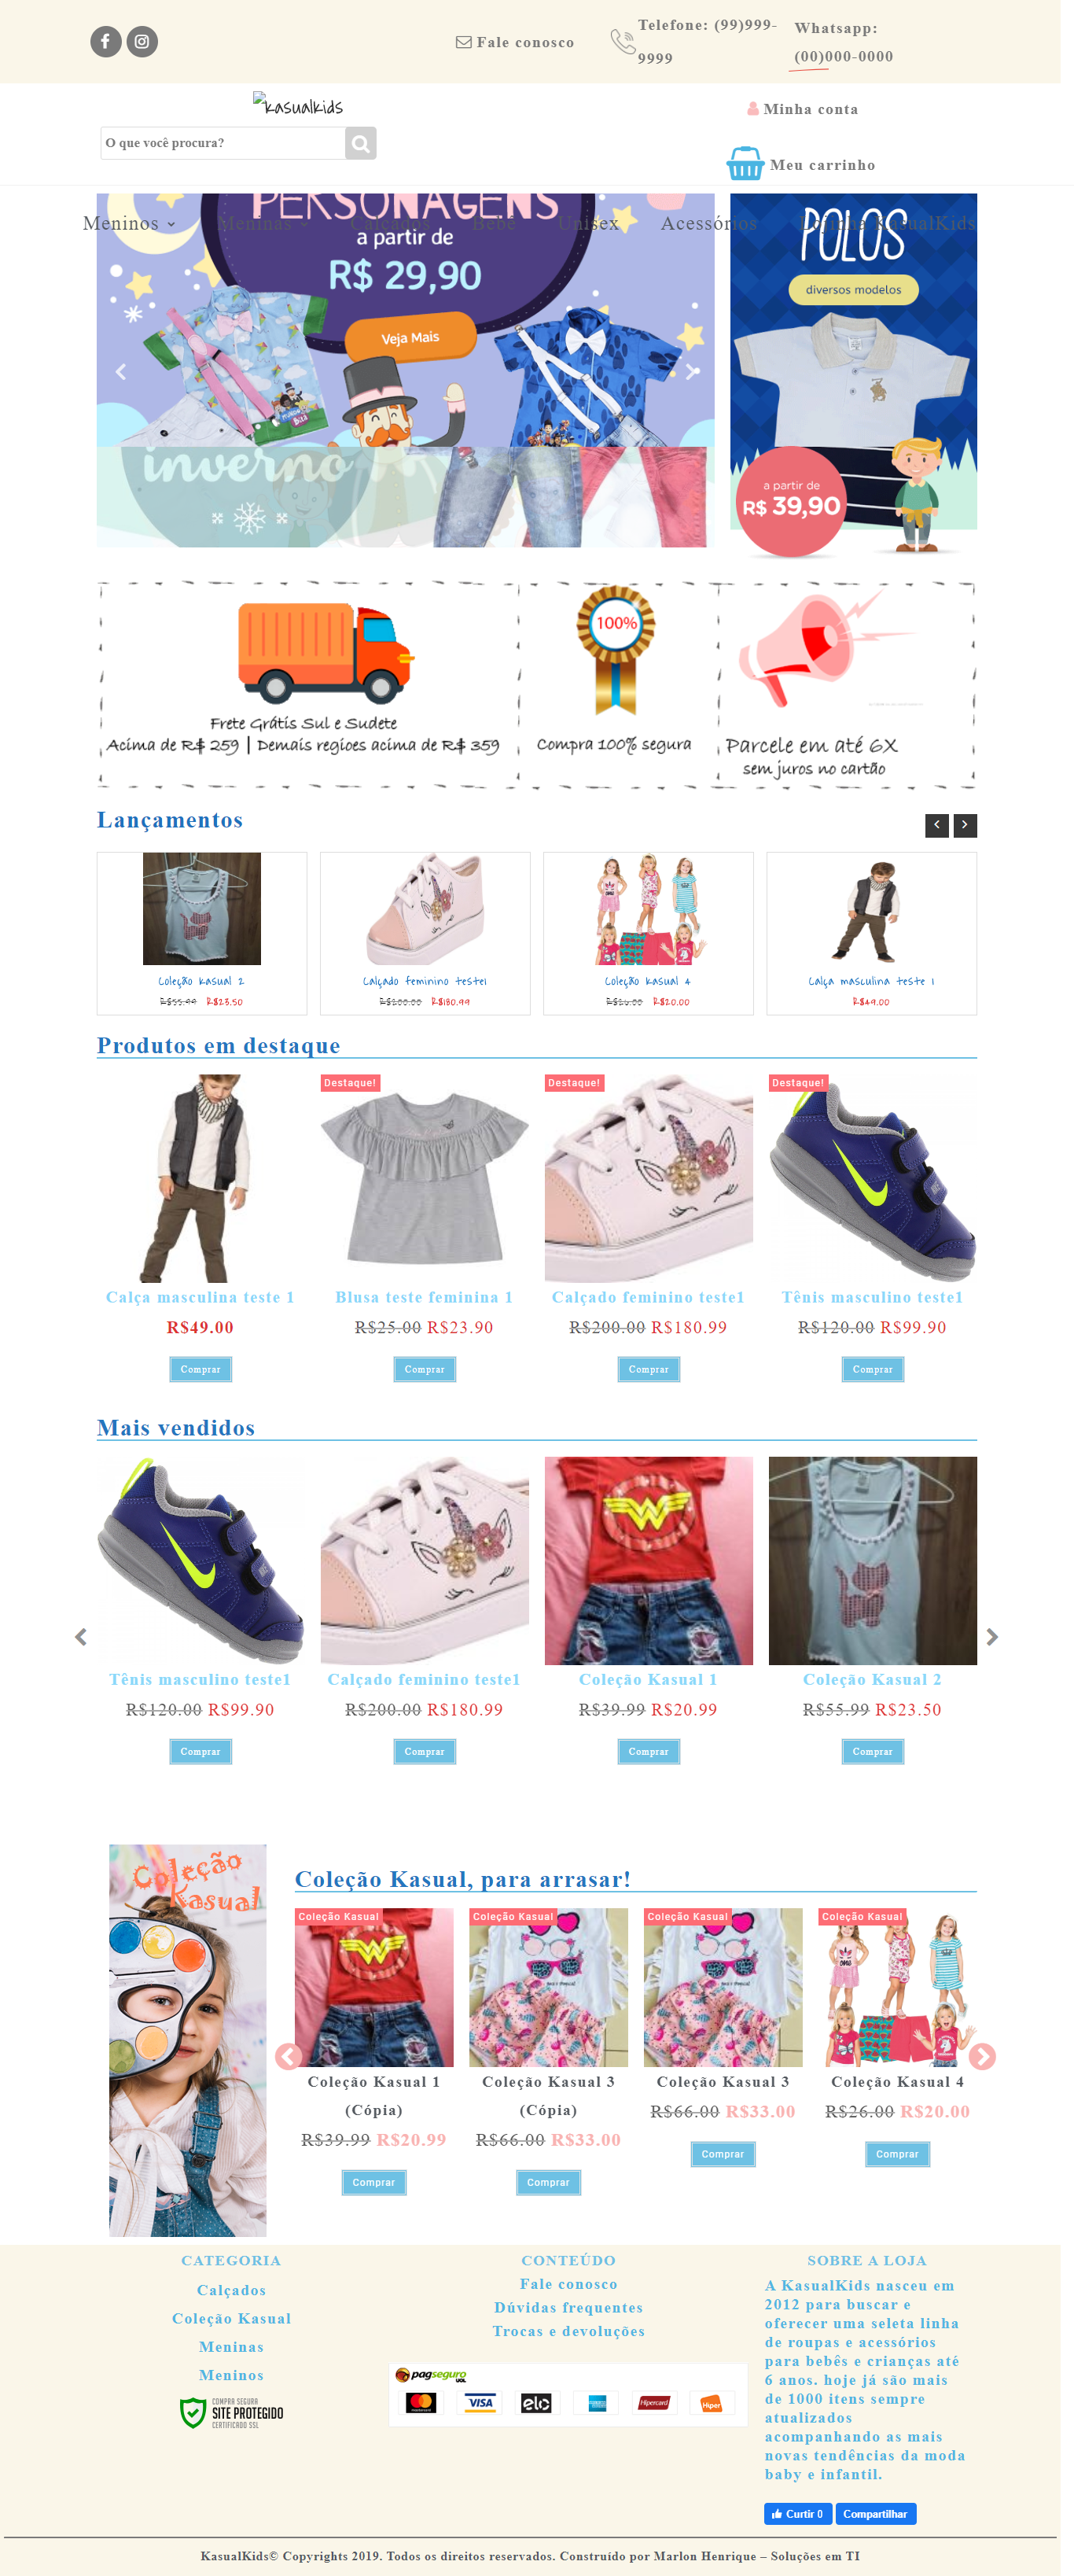 Fale conosco
Telefone: (99)999-
9999
Whatsapp:
(00)000-0000
kasualkids
Minha conta
O que você procura?
Meu carrinho
Meninos Meninas Calçados Bebê Unisex Acessórios Lojinha KasualKids
PERSONAGENS
a partir de
R$ 29,90
Veja Mais
inverno
POLOS
diversos modelos
a partir de
R$ 39,90
Frete Grátis Sul e Sudete
Acima de R$ 259 | Demais regioes acima de R$ 359
100%
Compra 100% segura
Parcele em até 6X
sem juros no cartão
Lançamentos
Coleção kasual 2
R$55.99 R$23.50
Calçado feminino teste1
R$200.00 R$180.99
Coleção kasual 4
R$26.00 R$20.00
Calça masculina teste 1
R$49.00
Produtos em destaque
Destaque!
Destaque!
Destaque!
Calça masculina teste 1
R$49.00
Comprar
Blusa teste feminina 1
R$25.00 R$23.90
Comprar
Calçado feminino teste1
R$200.00 R$180.99
Comprar
Tênis masculino teste1
R$120.00 R$99.90
Comprar
Mais vendidos
Tênis masculino teste1
R$120.00 R$99.90
Comprar
Calçado feminino teste1
R$200.00 R$180.99
Comprar
Coleção Kasual 1
R$39.99 R$20.99
Comprar
Coleção Kasual 2
R$55.99 R$23.50
Comprar
Coleção
Kasual
Coleção Kasual, para arrasar!
Coleção Kasual
Coleção Kasual
Coleção Kasual
Coleção Kasual
Coleção Kasual 1
(Cópia)
R$39.99 R$20.99
Comprar
Coleção Kasual 3
(Cópia)
R$66.00 R$33.00
Comprar
Coleção Kasual 3
R$66.00 R$33.00
Comprar
Coleção Kasual 4
R$26.00 R$20.00
Comprar
CATEGORIA
Calçados
Coleção Kasual
Meninas
Meninos
COMPRA SEGURA
SITE PROTEGIDO
CERTIFICADO SSL
CONTEÚDO
Fale conosco
Dúvidas frequentes
Trocas e devoluções
pagseguro
UOL
mastercard
VISA
elo
Hipercard
Hiper
SOBRE A LOJA
A KasualKids nasceu em
2012 para buscar e
oferecer uma seleta linha
de roupas e acessórios
para bebês e crianças até
6 anos. hoje já são mais
de 1000 itens sempre
atualizados
acompanhando as mais
novas tendências da moda
baby e infantil.
Curtir 0
Compartilhar
KasualKids© Copyrights 2019. Todos os direitos reservados. Construído por Marlon Henrique – Soluções em TI